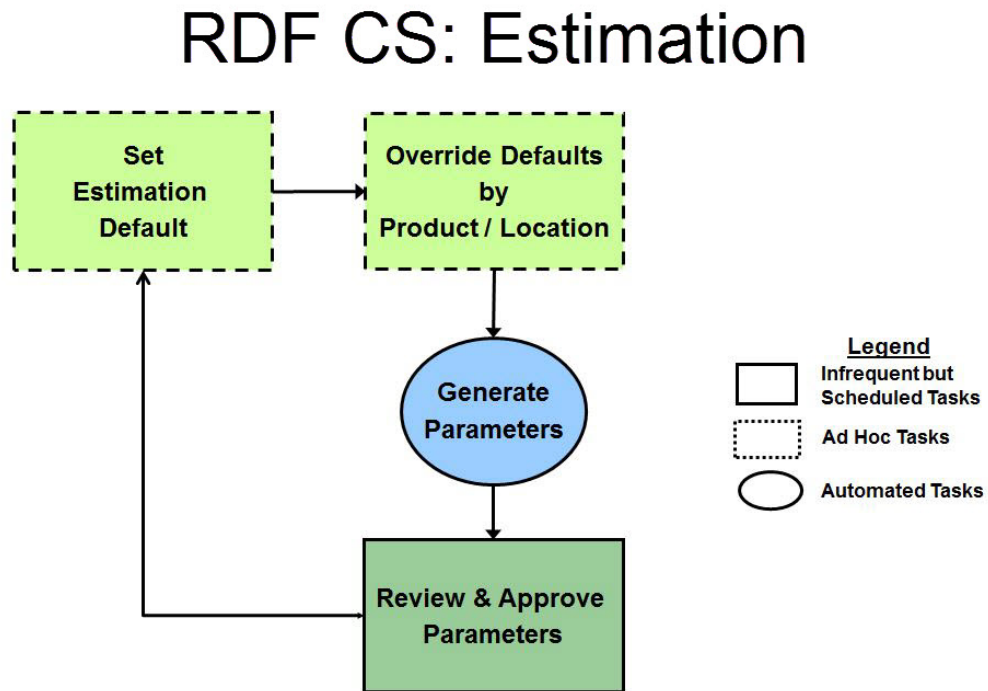 RDF CS: Estimation
Set
Estimation
Default
Override Defaults
by
Product / Location
Generate
Parameters
Review & Approve
Parameters
Legend
Infrequent but
Scheduled Tasks
Ad Hoc Tasks
Automated Tasks